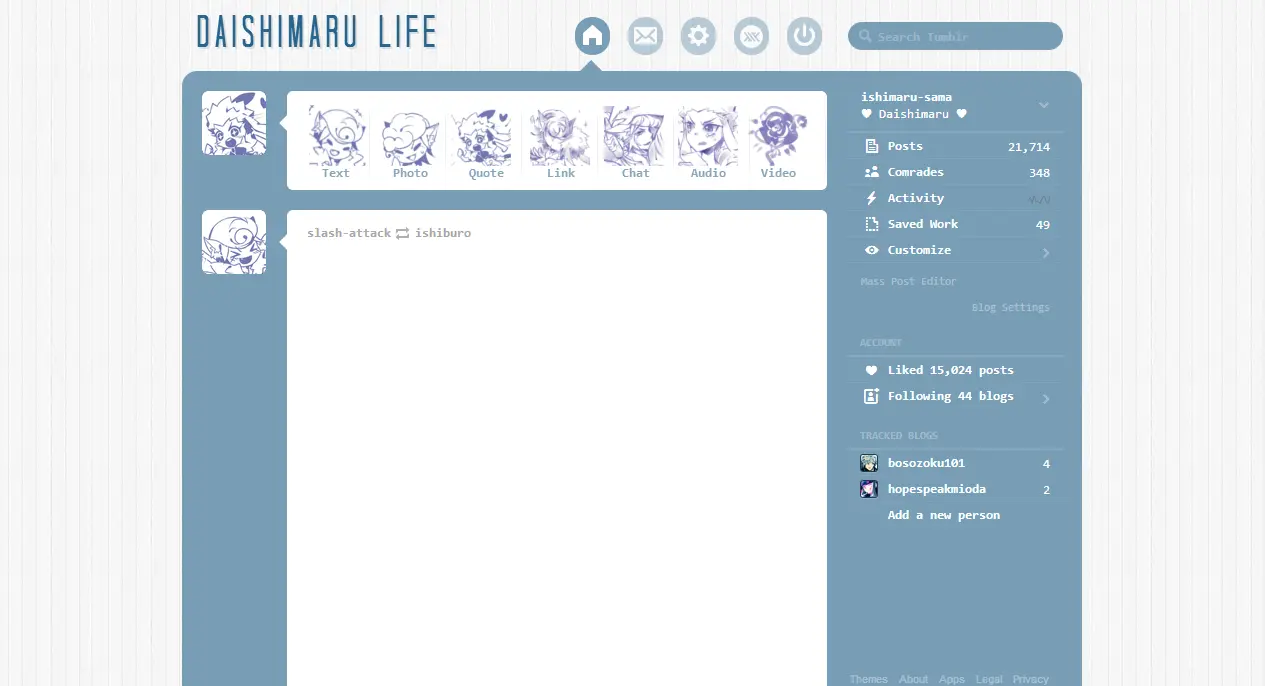 DAISHIMARU LIFE
Search Tumblr
Text Photo Quote Link Chat Audio Video
slash-attack ishiburo
ishimaru-sama
♥ Daishimaru ♥
Posts 21,714
Comrades 348
Activity
Saved Work 49
Customize
Mass Post Editor
Blog Settings
ACCOUNT
Liked 15,024 posts
Following 44 blogs
TRACKED BLOGS
bosozoku101 4
hopespeakmioda 2
Add a new person
Themes About Apps Legal Privacy